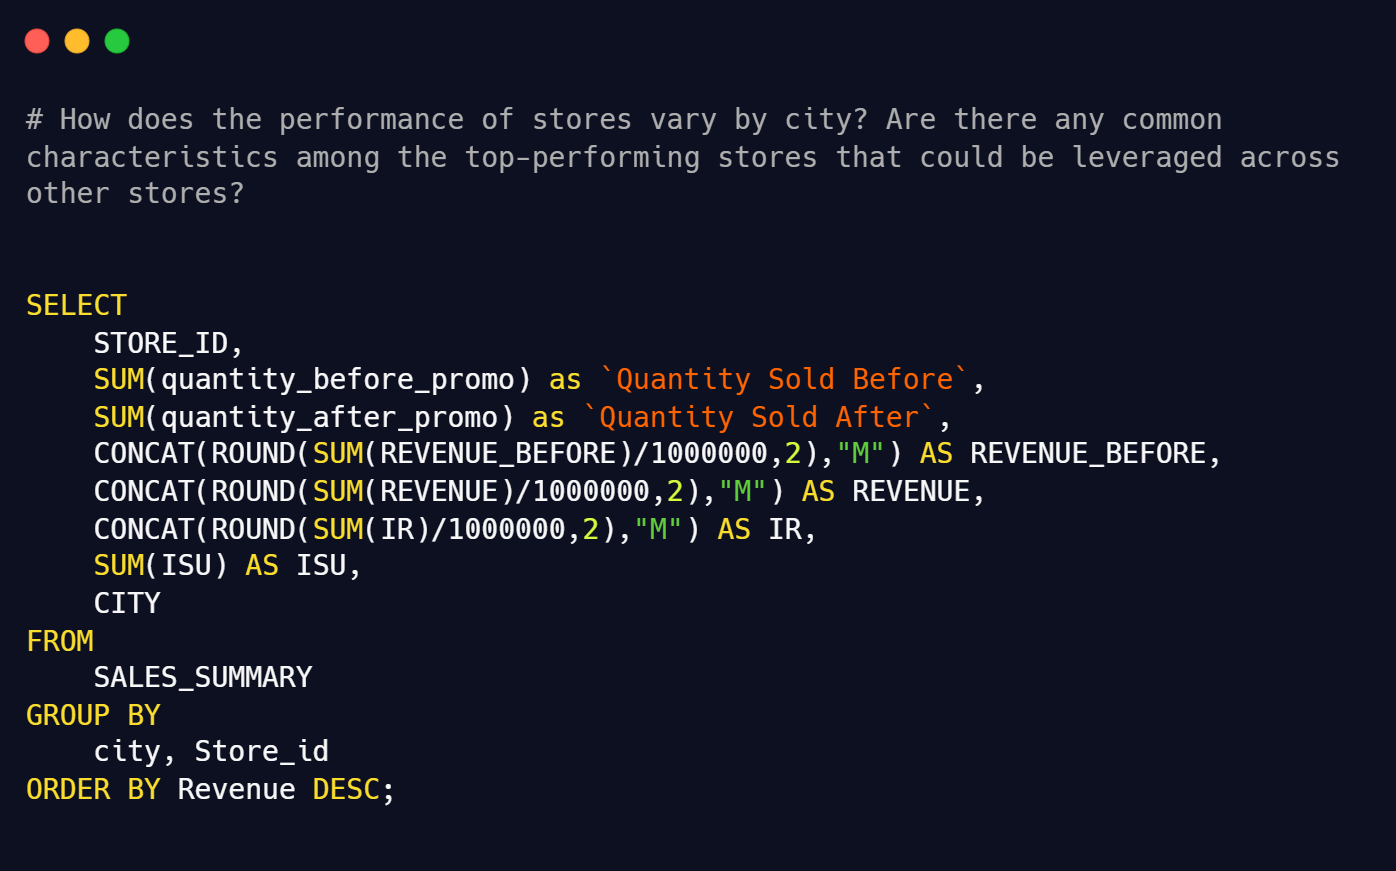 # How does the performance of stores vary by city? Are there any common
characteristics among the top-performing stores that could be leveraged across
other stores?
SELECT
    STORE_ID,
    SUM(quantity_before_promo) as `Quantity Sold Before`,
    SUM(quantity_after_promo) as `Quantity Sold After`,
    CONCAT(ROUND(SUM(REVENUE_BEFORE)/1000000,2),"M") AS REVENUE_BEFORE,
    CONCAT(ROUND(SUM(REVENUE)/1000000,2),"M") AS REVENUE,
    CONCAT(ROUND(SUM(IR)/1000000,2),"M") AS IR,
    SUM(ISU) AS ISU,
    CITY
FROM
    SALES_SUMMARY
GROUP BY
    city, Store_id
ORDER BY Revenue DESC;